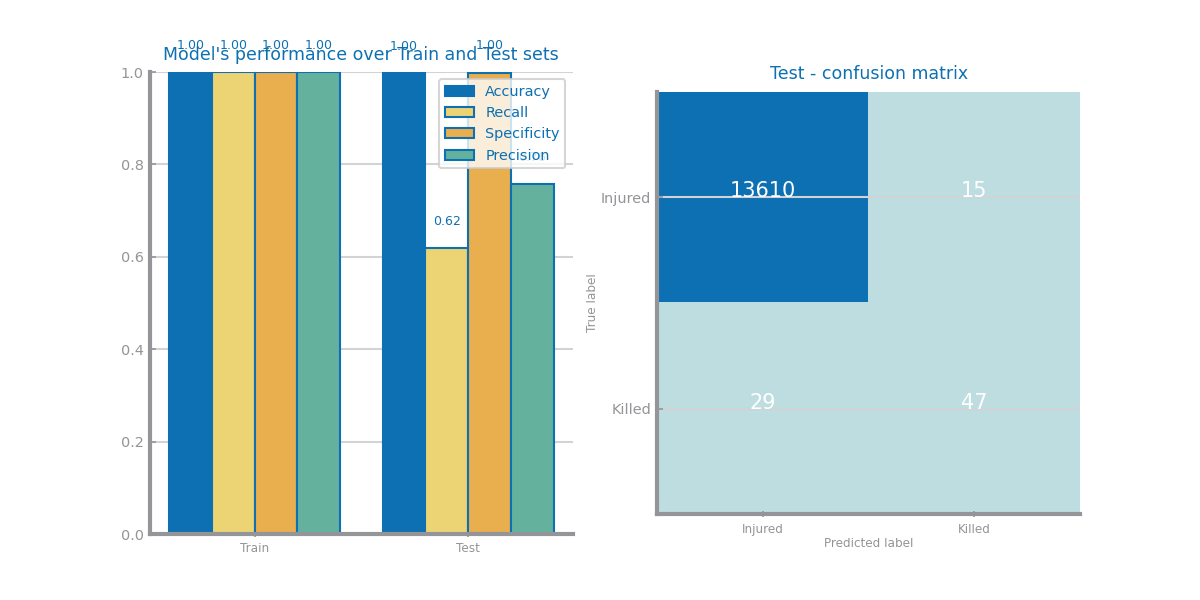 1.00 1.00 1.00 1.00 1.00 1.00
Model's performance over Train and Test sets
1.0
0.8
0.6
0.4
0.2
0.0
Accuracy
Recall
Specificity
Precision
0.62
Train Test
Test - confusion matrix
True label
Injured
Killed
13610 15
29 47
Injured Killed
Predicted label